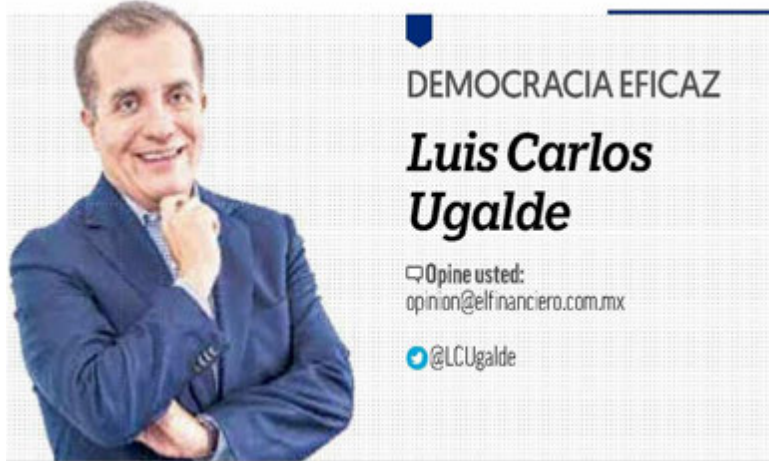 DEMOCRACIA EFICAZ
Luis Carlos
Ugalde
Opine usted:
opinion@elfinanciero.com.mx
@LCUgalde